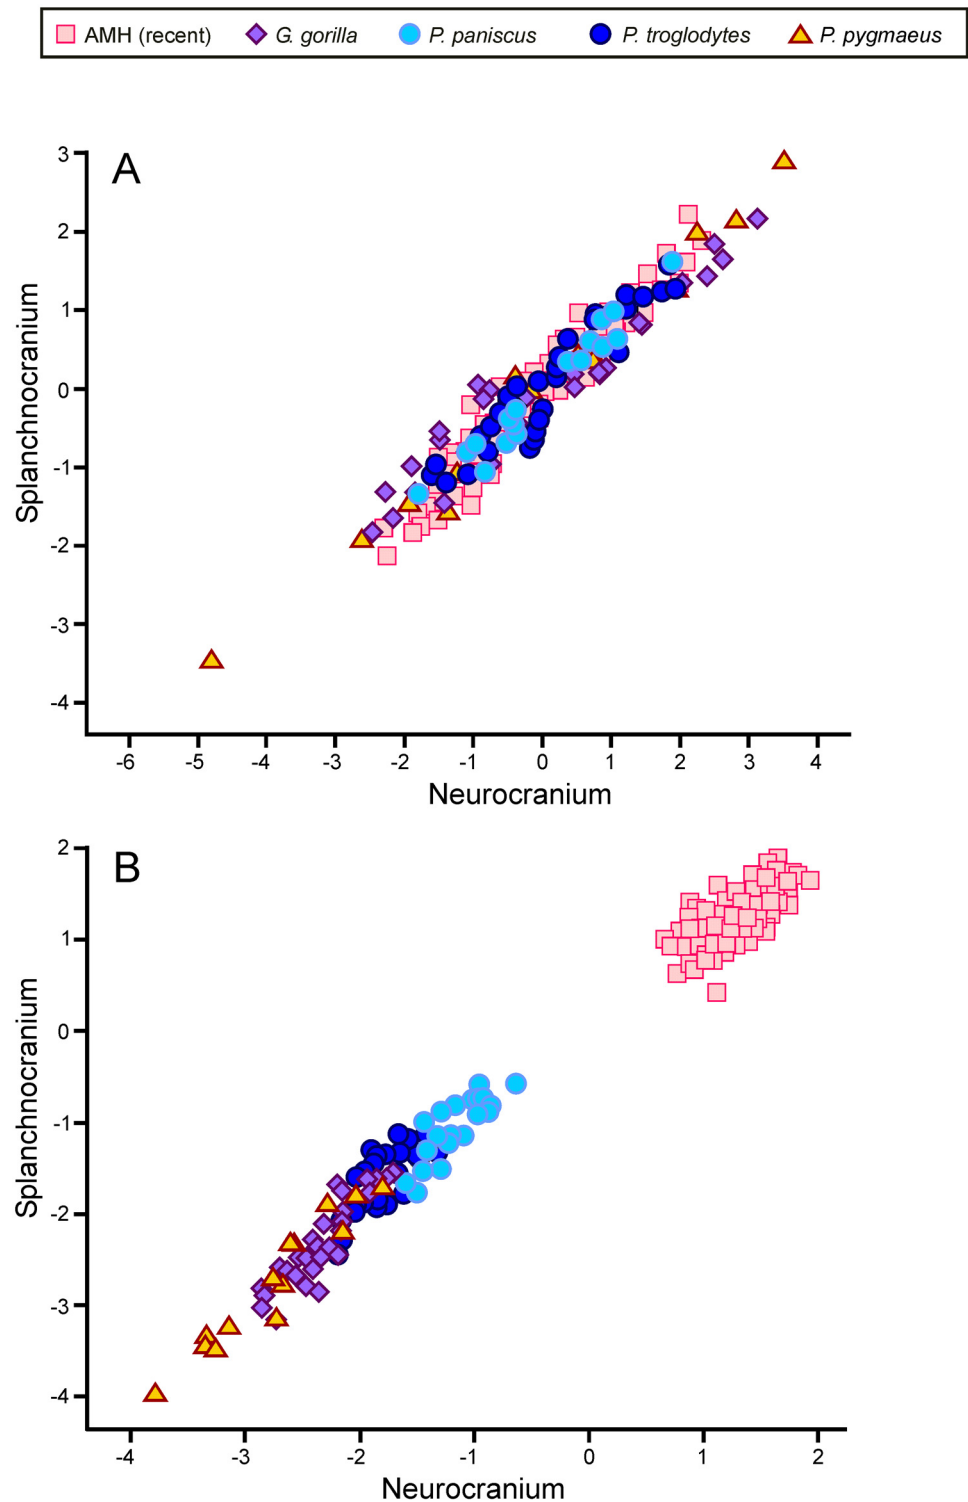 AMH (recent) G. gorilla P. paniscus P. troglodytes P. pygmaeus
A
3
2
1
0
-1
-2
-3
-4
Splanchnocranium
-6 -5 -4 -3 -2 -1 0 1 2 3 4
Neurocranium
B
2
1
0
-1
-2
-3
-4
Splanchnocranium
-4 -3 -2 -1 0 1 2
Neurocranium